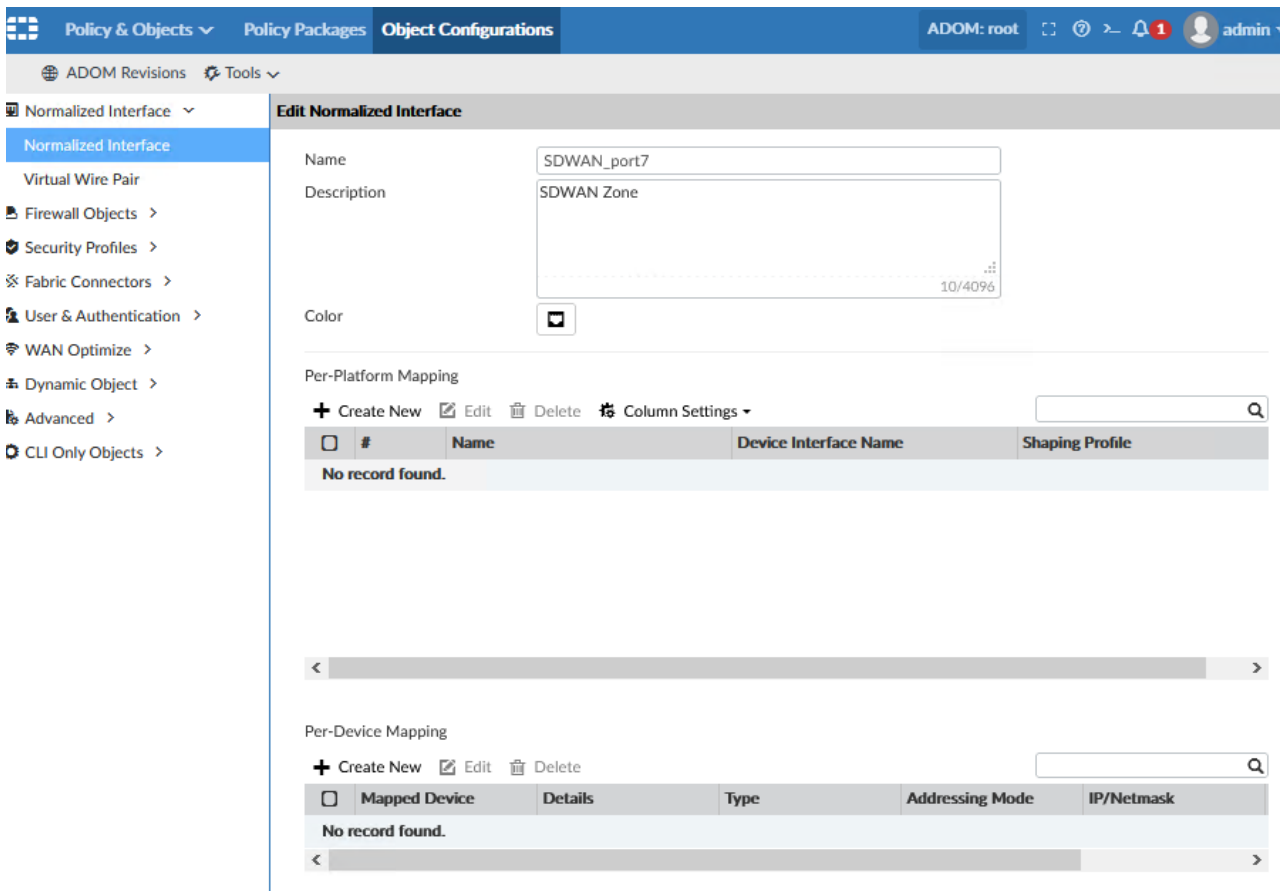 Policy & Objects Policy Packages Object Configurations ADOM: root 1 admin
ADOM Revisions Tools
Normalized Interface
Normalized Interface
Virtual Wire Pair
Firewall Objects
Security Profiles
Fabric Connectors
User & Authentication
WAN Optimize
Dynamic Object
Advanced
CLI Only Objects
Edit Normalized Interface
Name SDWAN_port7
Description SDWAN Zone
10/4096
Color
Per-Platform Mapping
Create New Edit Delete Column Settings
# Name Device Interface Name Shaping Profile
No record found.
Per-Device Mapping
Create New Edit Delete
Mapped Device Details Type Addressing Mode IP/Netmask
No record found.